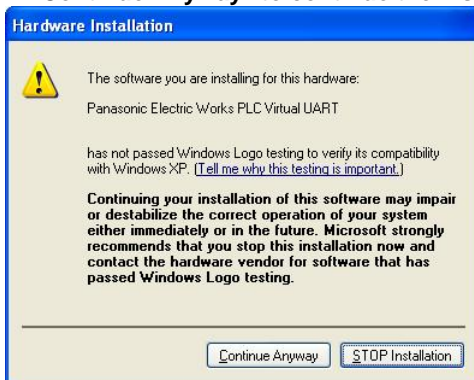 Hardware Installation
The software you are installing for this hardware:
Panasonic Electric Works PLC Virtual UART
has not passed Windows Logo testing to verify its compatibility
with Windows XP. (Tell me why this testing is important.)
Continuing your installation of this software may impair
or destabilize the correct operation of your system
either immediately or in the future. Microsoft strongly
recommends that you stop this installation now and
contact the hardware vendor for software that has
passed Windows Logo testing.
Continue Anyway STOP Installation